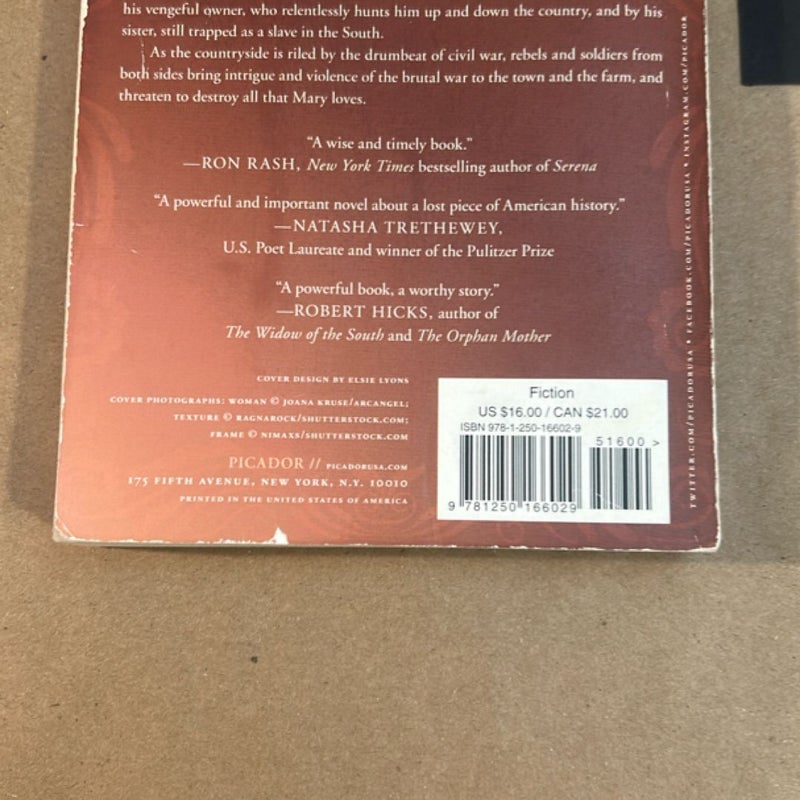 his vengeful owner, who relentlessly hunts him up and down the country, and by his
sister, still trapped as a slave in the South.
As the countryside is riled by the drumbeat of civil war, rebels and soldiers from
both sides bring intrigue and violence of the brutal war to the town and the farm, and
threaten to destroy all that Mary loves.
“A wise and timely book.”
—RON RASH, New York Times bestselling author of Serena
“A powerful and important novel about a lost piece of American history.”
—NATASHA TRETHEWEY,
U.S. Poet Laureate and winner of the Pulitzer Prize
“A powerful book, a worthy story.”
—ROBERT HICKS, author of
The Widow of the South and The Orphan Mother
COVER DESIGN BY ELSIE LYONS
COVER PHOTOGRAPHS: WOMAN © JOANA KRUSE/ARCANGEL;
TEXTURE © RAGNAROCK/SHUTTERSTOCK.COM;
FRAME © NIMAXS/SHUTTERSTOCK.COM
PICADOR // PICADORUSA.COM
175 FIFTH AVENUE, NEW YORK, N.Y. 10010
PRINTED IN THE UNITED STATES OF AMERICA
Fiction
US $16.00 / CAN $21.00
ISBN 978-1-250-16602-9
51600 >
9 781250 166029
TWITTER.COM/PICADORUSA • FACEBOOK.COM/PICADORUSA • INSTAGRAM.COM/PICADOR